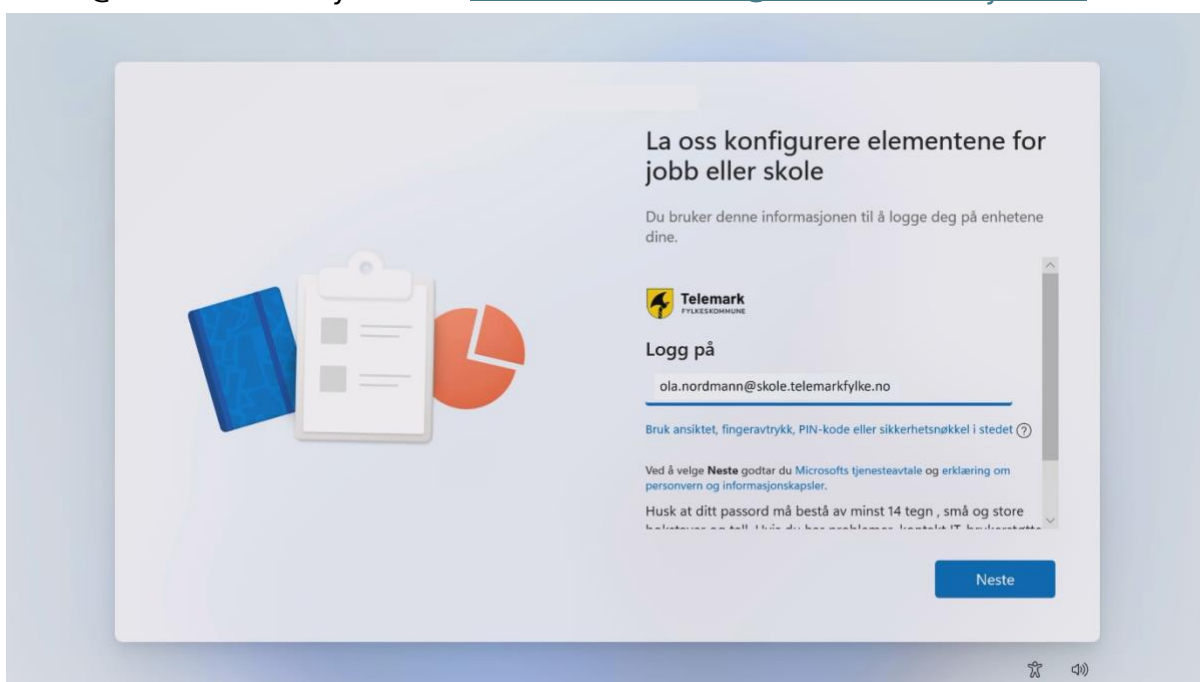 La oss konfigurere elementene for
jobb eller skole
Du bruker denne informasjonen til å logge deg på enhetene
dine.
Telemark
FYLKESKOMMUNE
Logg på
ola.nordmann@skole.telemarkfylke.no
Bruk ansiktet, fingeravtrykk, PIN-kode eller sikkerhetsnøkkel i stedet
Ved å velge Neste godtar du Microsofts tjenesteavtale og erklæring om
personvern og informasjonskapsler.
Husk at ditt passord må bestå av minst 14 tegn , små og store
Neste